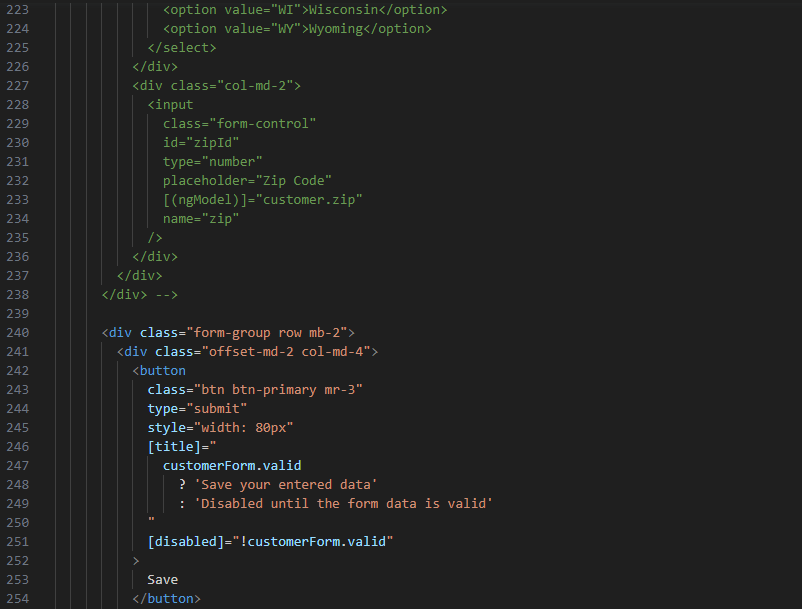 223 <option value="WI">Wisconsin</option>
224 <option value="WY">Wyoming</option>
225 </select>
226 </div>
227 <div class="col-md-2">
228 <input
229 class="form-control"
230 id="zipId"
231 type="number"
232 placeholder="Zip Code"
233 [(ngModel)]="customer.zip"
234 name="zip"
235 />
236 </div>
237 </div>
238 </div> -->
239
240 <div class="form-group row mb-2">
241 <div class="offset-md-2 col-md-4">
242 <button
243 class="btn btn-primary mr-3"
244 type="submit"
245 style="width: 80px"
246 [title]="
247 customerForm.valid
248 ? 'Save your entered data'
249 : 'Disabled until the form data is valid'
250 "
251 [disabled]="!customerForm.valid"
252 >
253 Save
254 </button>